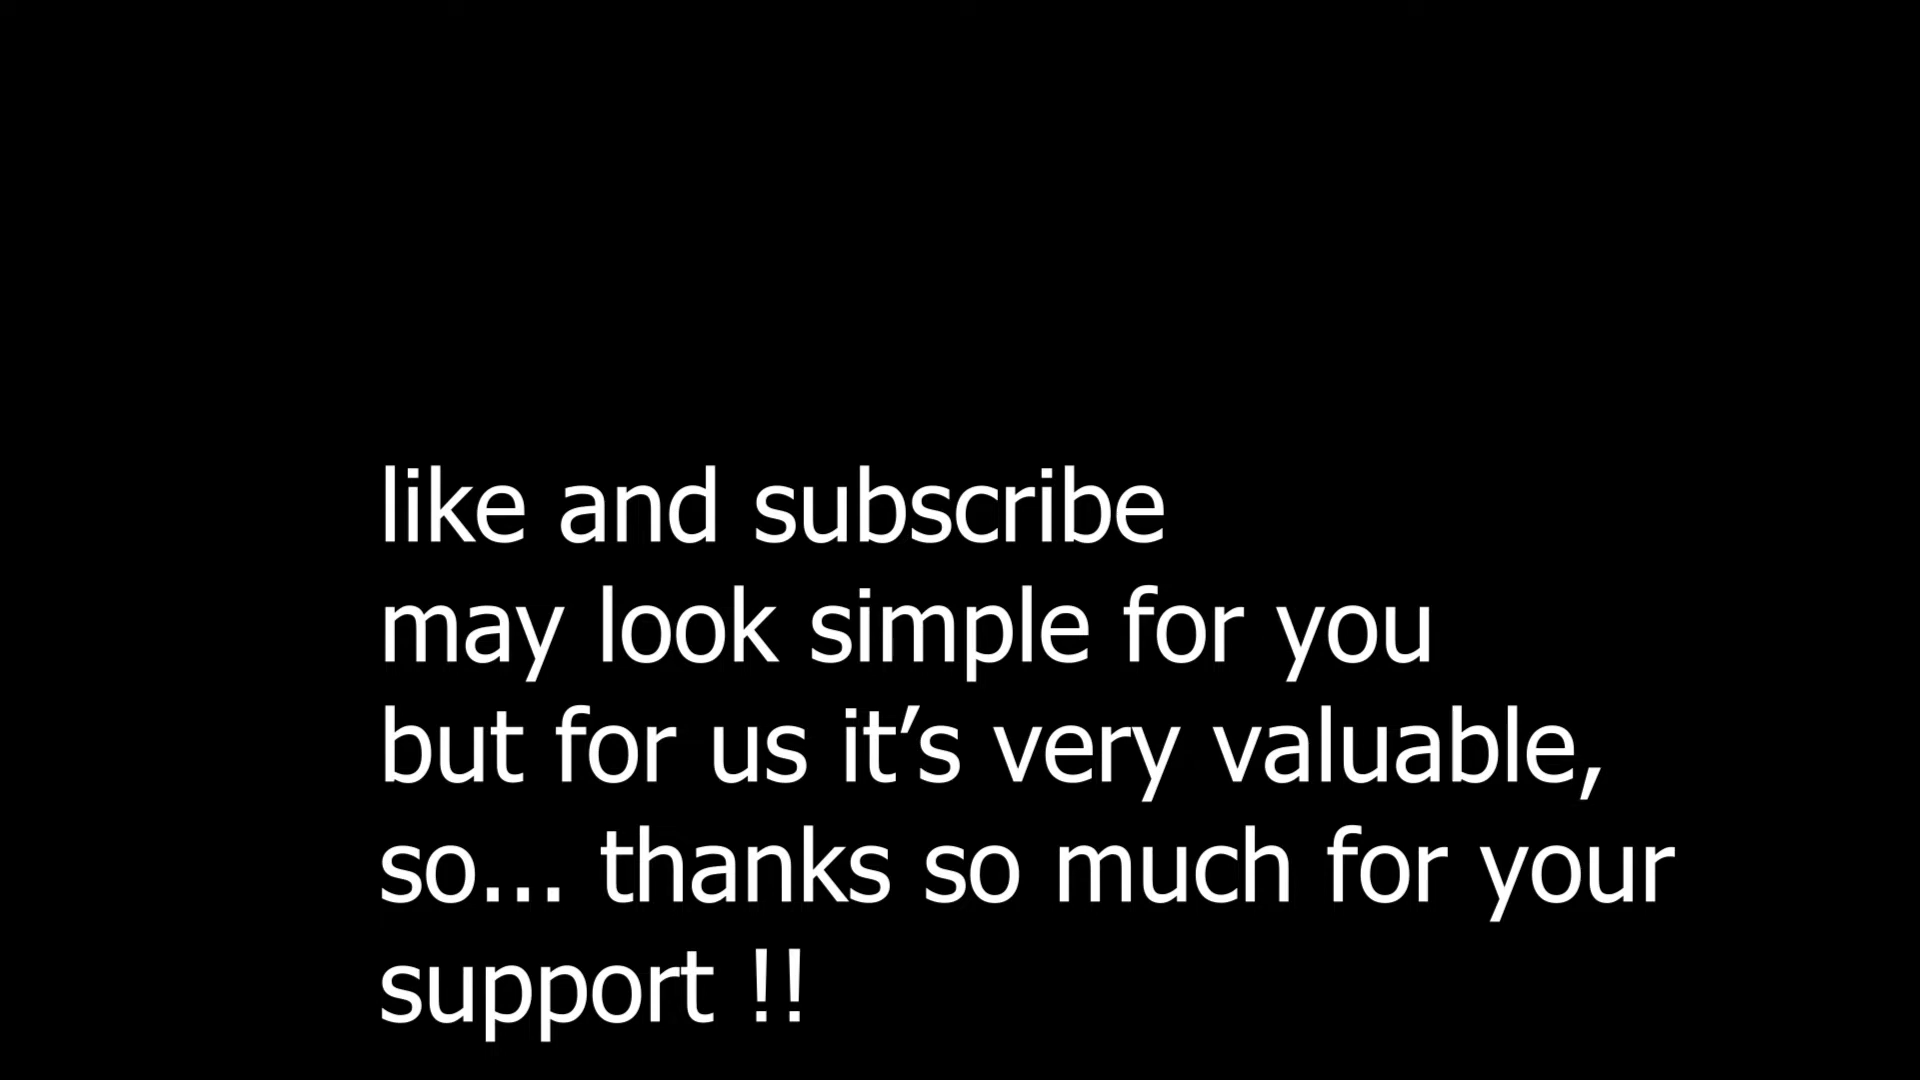 like and subscribe
may look simple for you
but for us it’s very valuable,
so... thanks so much for your
support !!